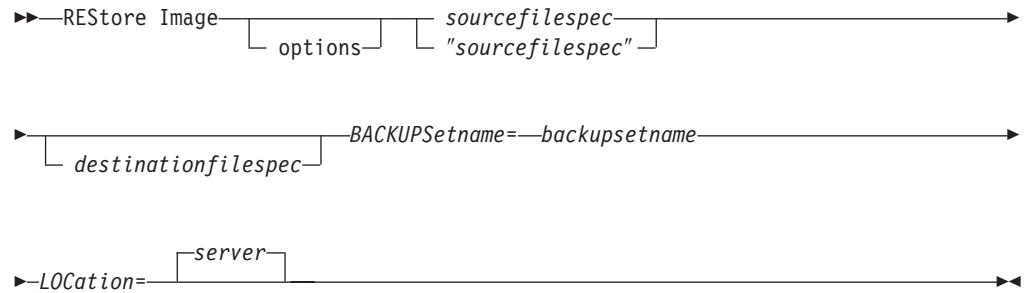 REStore Image options sourcefilespec
"sourcefilespec"
destinationfilespec BACKUPSetname= backupsetname
LOCation= server